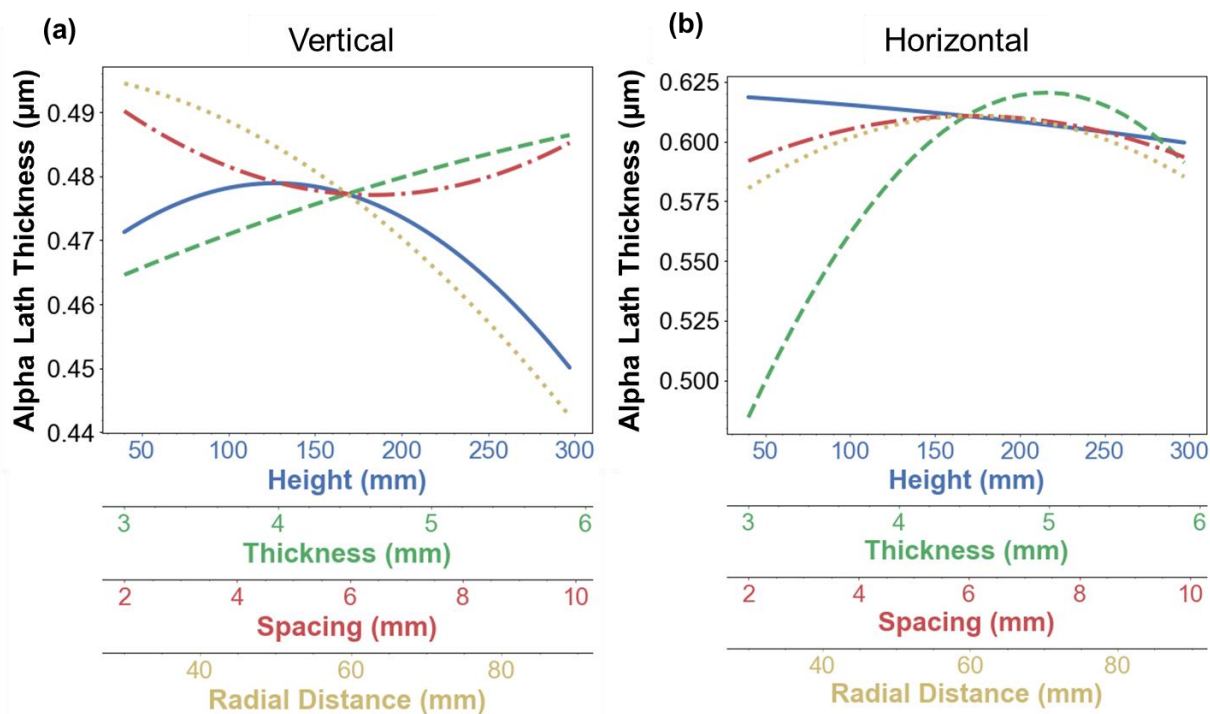 (a)
Vertical
Alpha Lath Thickness (μm)
0.49
0.48
0.47
0.46
0.45
0.44
50 100 150 200 250 300
Height (mm)
3 4 5 6
Thickness (mm)
2 4 6 8 10
Spacing (mm)
40 60 80
Radial Distance (mm)
(b)
Horizontal
Alpha Lath Thickness (μm)
0.625
0.600
0.575
0.550
0.525
0.500
50 100 150 200 250 300
Height (mm)
3 4 5 6
Thickness (mm)
2 4 6 8 10
Spacing (mm)
40 60 80
Radial Distance (mm)